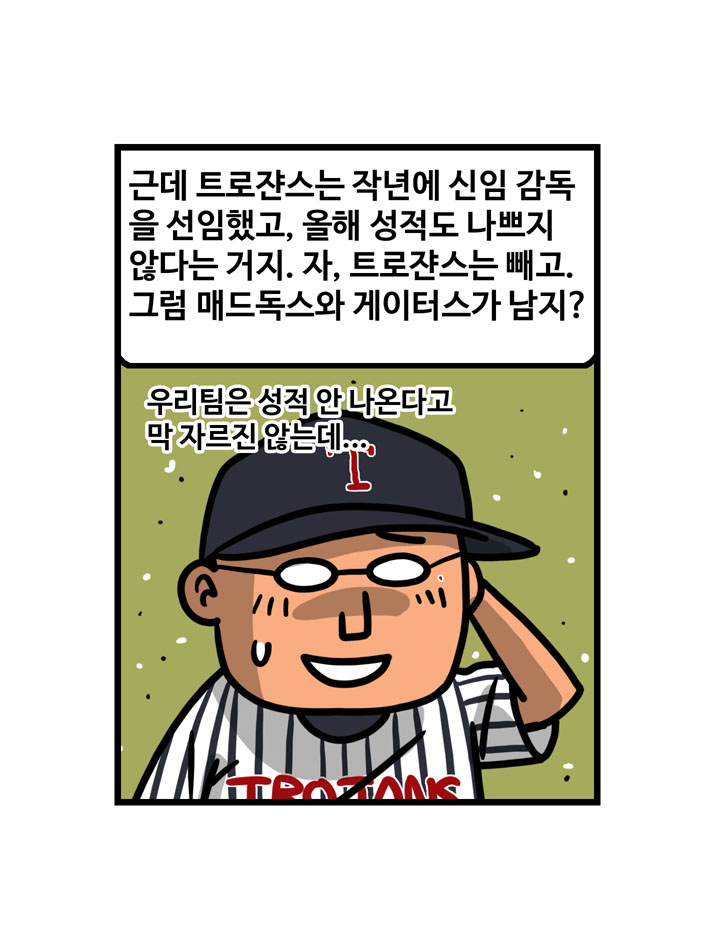 근데 트로쟌스는 작년에 신임 감독
을 선임했고, 올해 성적도 나쁘지
않다는 거지. 자, 트로쟌스는 빼고.
그럼 매드독스와 게이터스가 남지?
우리팀은 성적 안 나온다고
막 자르진 않는데...
T
TROJANS